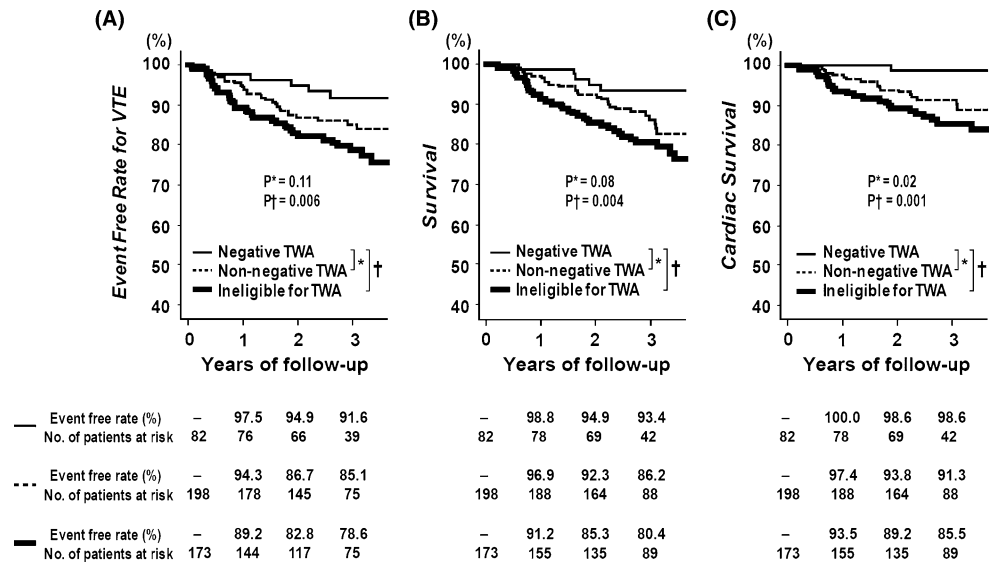 (A)
(%)
100
90
80
70
60
50
40
Event Free Rate for VTE
P* = 0.11
P† = 0.006
Negative TWA
Non-negative TWA
Ineligible for TWA
*
†
0 1 2 3
Years of follow-up
(B)
(%)
100
90
80
70
60
50
40
Survival
P* = 0.08
P† = 0.004
Negative TWA
Non-negative TWA
Ineligible for TWA
*
†
0 1 2 3
Years of follow-up
(C)
(%)
100
90
80
70
60
50
40
Cardiac Survival
P* = 0.02
P† = 0.001
Negative TWA
Non-negative TWA
Ineligible for TWA
*
†
0 1 2 3
Years of follow-up
Event free rate (%) – 97.5 94.9 91.6 – 98.8 94.9 93.4 – 100.0 98.6 98.6
No. of patients at risk 82 76 66 39 82 78 69 42 82 78 69 42
Event free rate (%) – 94.3 86.7 85.1 – 96.9 92.3 86.2 – 97.4 93.8 91.3
No. of patients at risk 198 178 145 75 198 188 164 88 198 188 164 88
Event free rate (%) – 89.2 82.8 78.6 – 91.2 85.3 80.4 – 93.5 89.2 85.5
No. of patients at risk 173 144 117 75 173 155 135 89 173 155 135 89